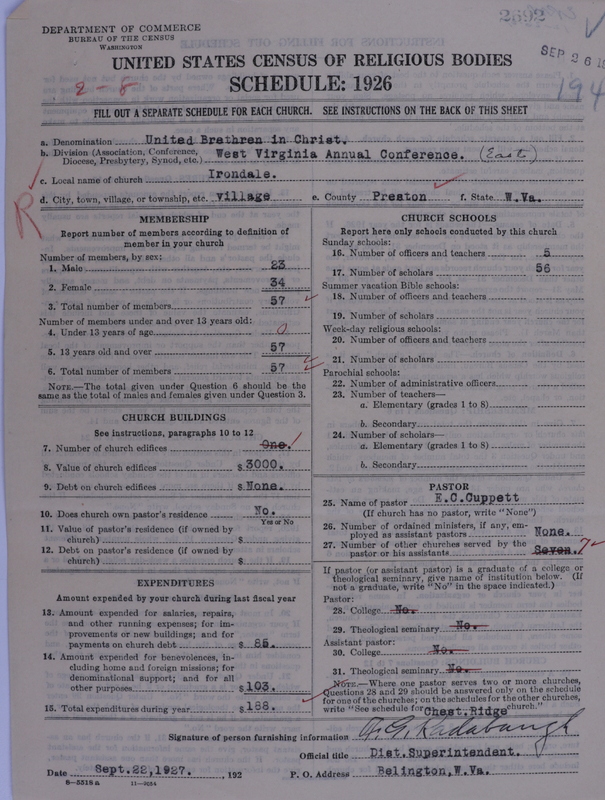 2592
DEPARTMENT OF COMMERCE
BUREAU OF THE CENSUS
WASHINGTON
SEP 26 19
UNITED STATES CENSUS OF RELIGIOUS BODIES
SCHEDULE: 1926
2-8
194
FILL OUT A SEPARATE SCHEDULE FOR EACH CHURCH. SEE INSTRUCTIONS ON THE BACK OF THIS SHEET
a. Denomination United Brethren in Christ.
b. Division (Association, Conference, Diocese, Presbytery, Synod, etc.) West Virginia Annual Conference. (East)
c. Local name of church Irondale.
d. City, town, village, or township, etc. village e. County Preston f. State W.Va.
R
MEMBERSHIP
Report number of members according to definition of
member in your church
Number of members, by sex:
1. Male 23
2. Female 34
3. Total number of members 57
Number of members under and over 13 years old:
4. Under 13 years of age 0
5. 13 years old and over 57
6. Total number of members 57
NOTE.—The total given under Question 6 should be the
same as the total of males and females given under Question 3.
CHURCH BUILDINGS
See instructions, paragraphs 10 to 12
7. Number of church edifices One. 1
8. Value of church edifices $ 3000.
9. Debt on church edifices $ None.
10. Does church own pastor's residence No.
Yes or No
11. Value of pastor's residence (if owned by
church) $
12. Debt on pastor's residence (if owned by
church) $
EXPENDITURES
Amount expended by your church during last fiscal year
13. Amount expended for salaries, repairs,
and other running expenses; for im-
provements or new buildings; and for
payments on church debt $ 85.
14. Amount expended for benevolences, in-
cluding home and foreign missions; for
denominational support; and for all
other purposes $ 103.
15. Total expenditures during year $ 188.
CHURCH SCHOOLS
Report here only schools conducted by this church
Sunday schools:
16. Number of officers and teachers 5
17. Number of scholars 56
Summer vacation Bible schools:
18. Number of officers and teachers
19. Number of scholars
Week-day religious schools:
20. Number of officers and teachers
21. Number of scholars
Parochial schools:
22. Number of administrative officers
23. Number of teachers—
a. Elementary (grades 1 to 8)
b. Secondary
24. Number of scholars—
a. Elementary (grades 1 to 8)
b. Secondary
PASTOR
25. Name of pastor E.C.Cuppett
(If church has no pastor, write "None")
26. Number of ordained ministers, if any, em-
ployed as assistant pastors None.
27. Number of other churches served by the
pastor or his assistants Seven. 7
If pastor (or assistant pastor) is a graduate of a college or
theological seminary, give name of institution below. (If
not a graduate, write "No" in the space indicated.)
Pastor:
28. College No.
29. Theological seminary No.
Assistant pastor:
30. College No.
31. Theological seminary No.
NOTE.—Where one pastor serves two or more churches,
Questions 28 and 29 should be answered only on the schedule
for one of the churches; on the schedules for the other churches,
write "See schedule for Chest.Ridge church."
Signature of person furnishing information A. G. Radabaugh
Official title Dist.Superintendent.
Date Sept.22,1927. , 192 P. O. Address Belington,W.Va.
8—5518a 11—9054